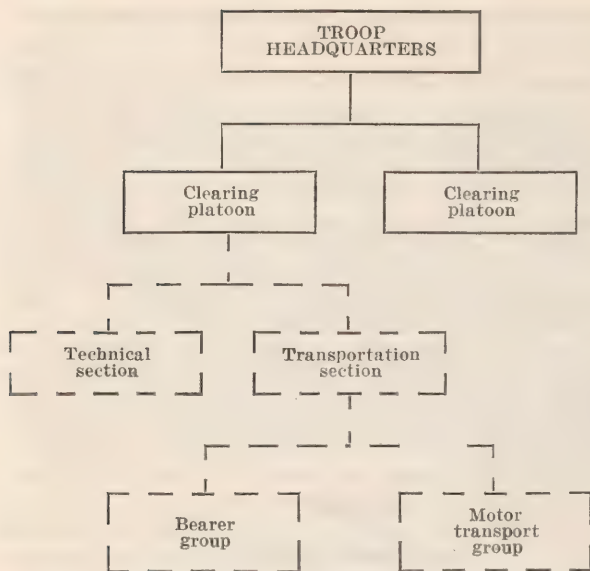 TROOP
HEADQUARTERS
Clearing
platoon
Clearing
platoon
Technical
section
Transportation
section
Bearer
group
Motor
transport
group